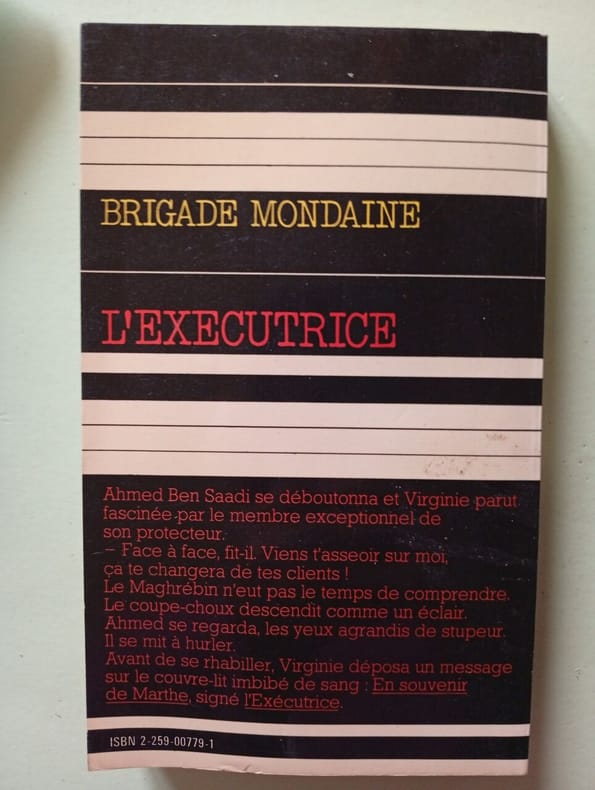 BRIGADE MONDAINE
L'EXECUTRICE
Ahmed Ben Saadi se déboutonna et Virginie parut
fascinée par le membre exceptionnel de
son protecteur.
– Face à face, fit-il. Viens t'asseoir sur moi,
ça te changera de tes clients !
Le Maghrébin n'eut pas le temps de comprendre.
Le coupe-choux descendit comme un éclair.
Ahmed se regarda, les yeux agrandis de stupeur.
Il se mit à hurler.
Avant de se rhabiller, Virginie déposa un message
sur le couvre-lit imbibé de sang : En souvenir
de Marthe, signé l'Exécutrice.
ISBN 2-259-00779-1